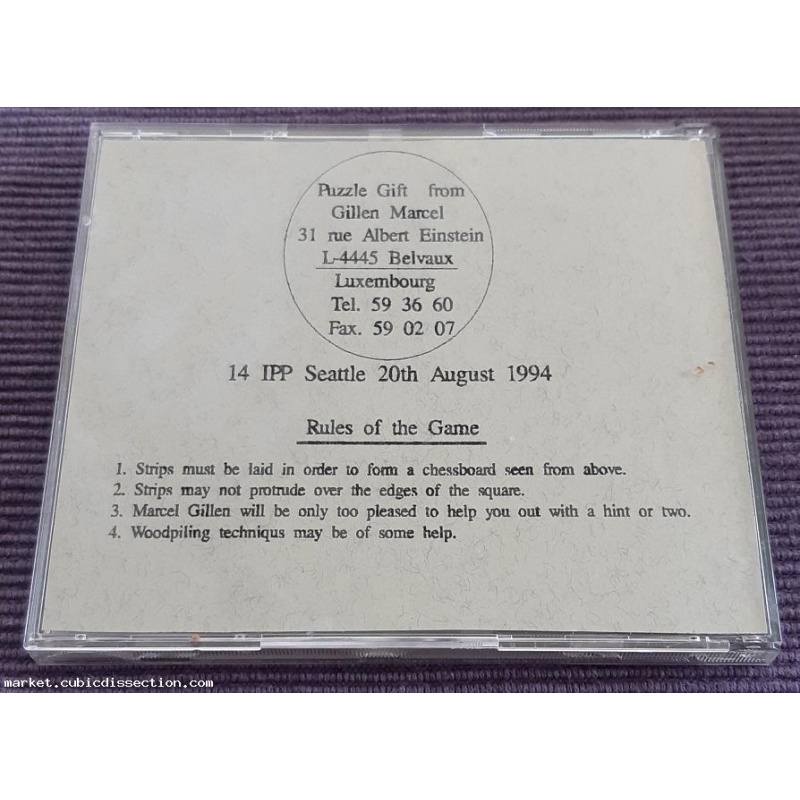 Puzzle Gift from
Gillen Marcel
31 rue Albert Einstein
L-4445 Belvaux
Luxembourg
Tel. 59 36 60
Fax. 59 02 07
14 IPP Seattle 20th August 1994
Rules of the Game
1. Strips must be laid in order to form a chessboard seen from above.
2. Strips may not protrude over the edges of the square.
3. Marcel Gillen will be only too pleased to help you out with a hint or two.
4. Woodpiling techniqus may be of some help.
market.cubicdissection.com